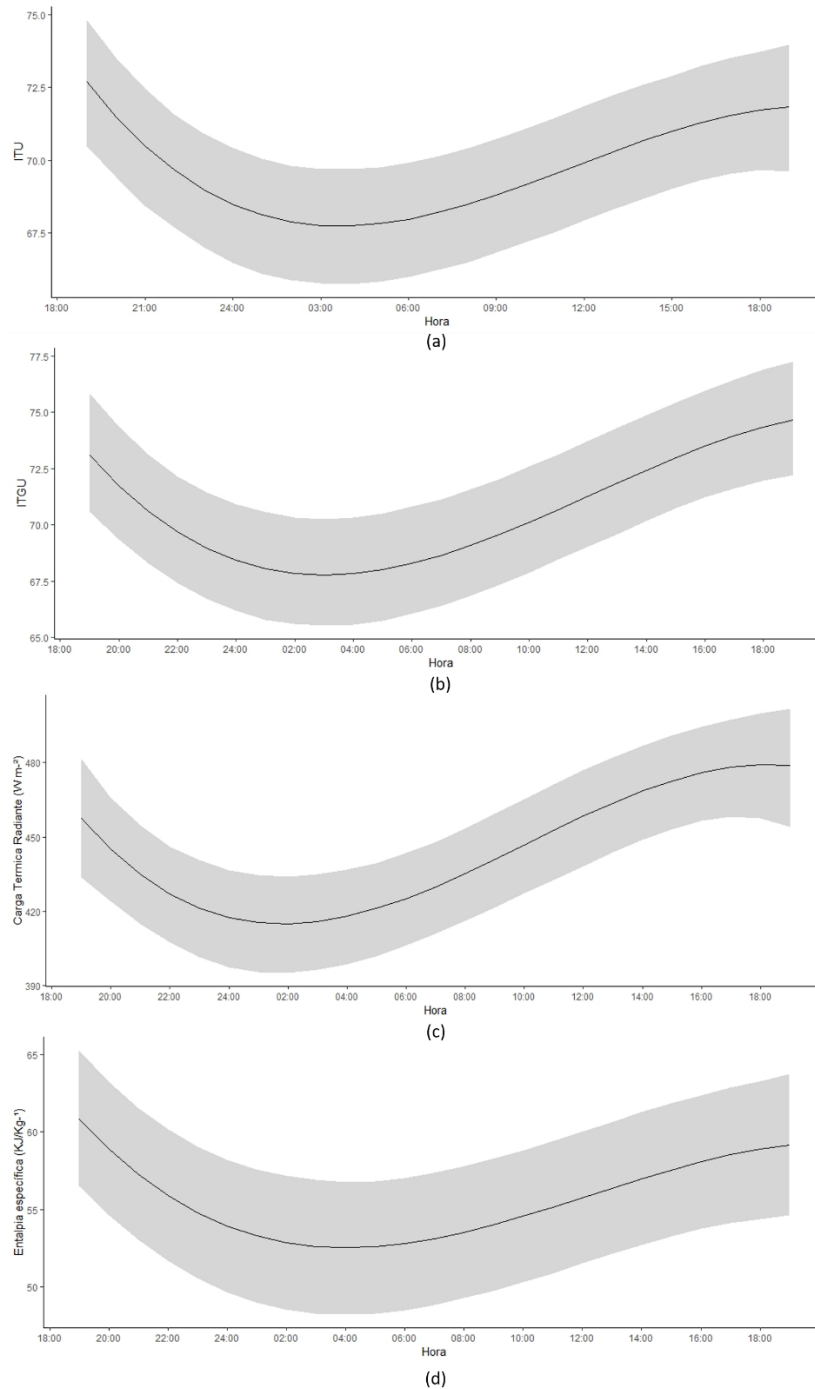 75.0
72.5
70.0
67.5
ITU
18:00 21:00 24:00 03:00 06:00 09:00 12:00 15:00 18:00
Hora
(a)
77.5
75.0
72.5
70.0
67.5
65.0
ITGU
18:00 20:00 22:00 24:00 02:00 04:00 06:00 08:00 10:00 12:00 14:00 16:00 18:00
Hora
(b)
480
450
420
390
Carga Termica Radiante (W m-²)
18:00 20:00 22:00 24:00 02:00 04:00 06:00 08:00 10:00 12:00 14:00 16:00 18:00
Hora
(c)
65
60
55
50
Entalpia específica (KJ/Kg-¹)
18:00 20:00 22:00 24:00 02:00 04:00 06:00 08:00 10:00 12:00 14:00 16:00 18:00
Hora
(d)